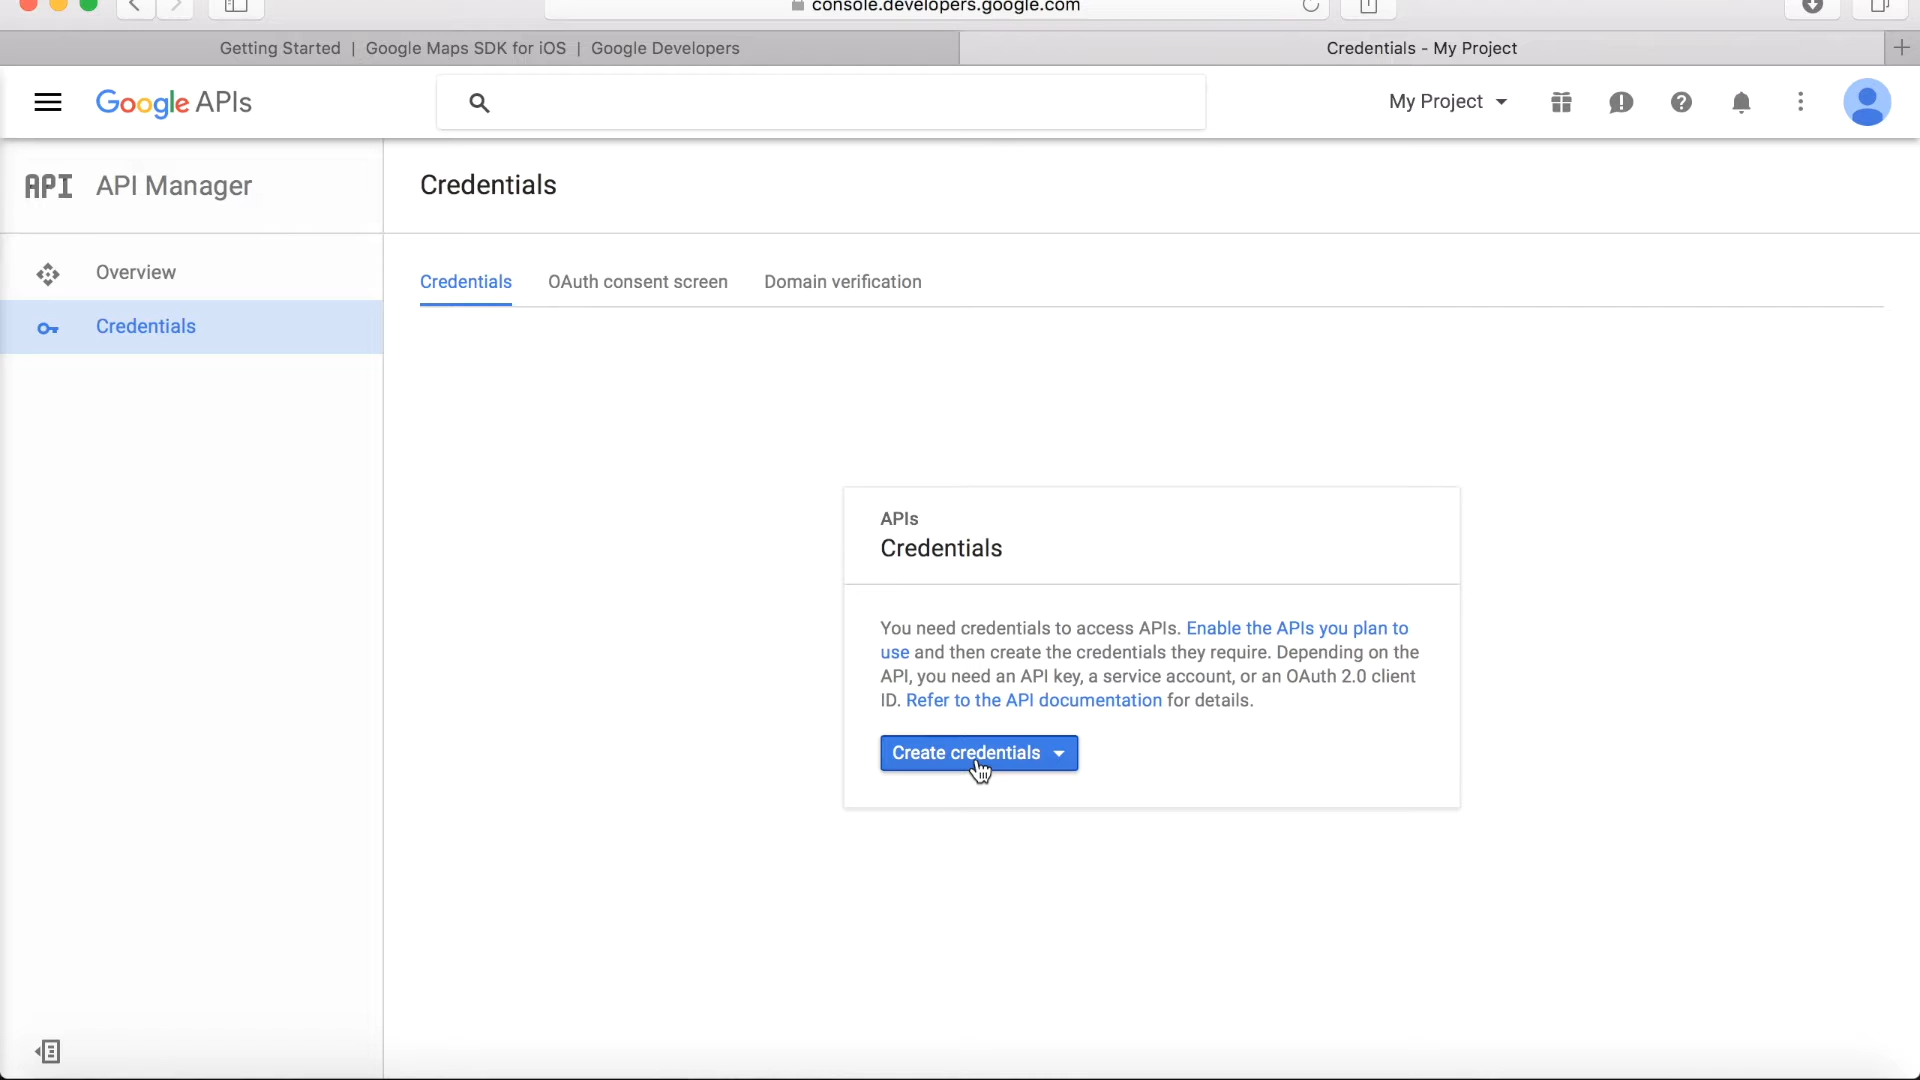 console.developers.google.com
Getting Started | Google Maps SDK for iOS | Google Developers
Credentials - My Project
Google APIs
My Project
API API Manager
Credentials
Overview
Credentials
Credentials
OAuth consent screen
Domain verification
APIs
Credentials
You need credentials to access APIs. Enable the APIs you plan to
use and then create the credentials they require. Depending on the
API, you need an API key, a service account, or an OAuth 2.0 client
ID. Refer to the API documentation for details.
Create credentials